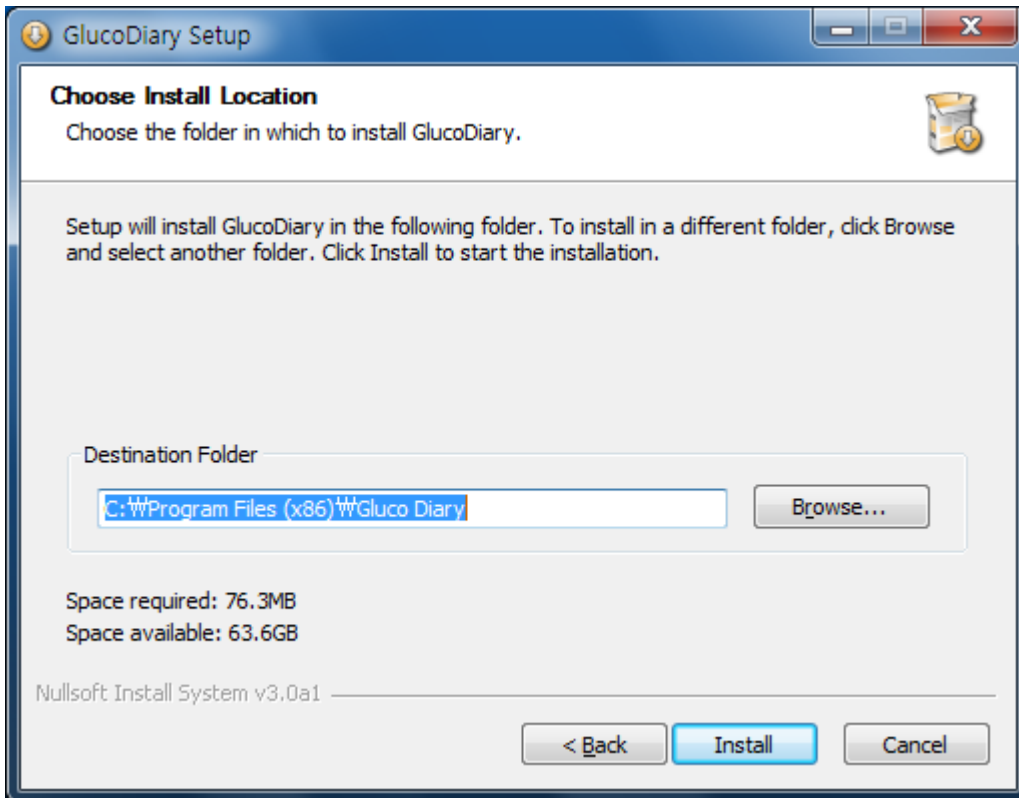 GlucoDiary Setup
Choose Install Location
Choose the folder in which to install GlucoDiary.
Setup will install GlucoDiary in the following folder. To install in a different folder, click Browse
and select another folder. Click Install to start the installation.
Destination Folder
C:₩Program Files (x86)₩Gluco Diary
Browse...
Space required: 76.3MB
Space available: 63.6GB
Nullsoft Install System v3.0a1
< Back
Install
Cancel